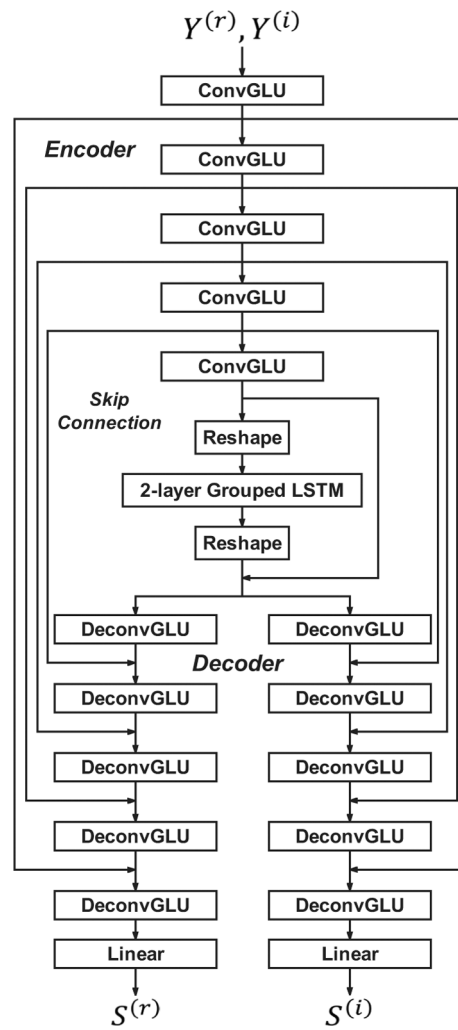 Y^(r), Y^(i)
ConvGLU
Encoder
ConvGLU
ConvGLU
ConvGLU
ConvGLU
Skip
Connection
Reshape
2-layer Grouped LSTM
Reshape
DeconvGLU DeconvGLU
Decoder
DeconvGLU DeconvGLU
DeconvGLU DeconvGLU
DeconvGLU DeconvGLU
DeconvGLU DeconvGLU
Linear Linear
S^(r) S^(i)